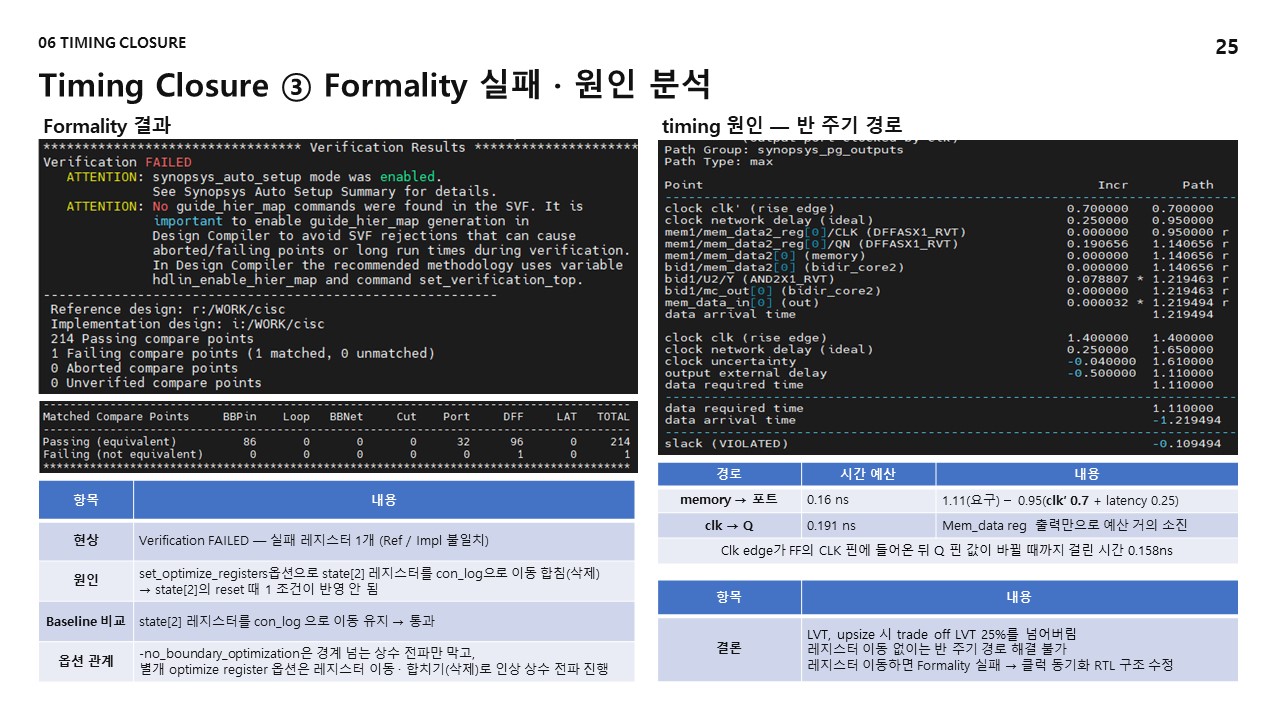 06 TIMING CLOSURE
25
Timing Closure ③ Formality 실패 · 원인 분석
Formality 결과
******************************* Verification Results *******************
Verification FAILED
ATTENTION: synopsys_auto_setup mode was enabled.
See Synopsys Auto Setup Summary for details.
ATTENTION: No guide_hier_map commands were found in the SVF. It is
important to enable guide_hier_map generation in
Design Compiler to avoid SVF rejections that can cause
aborted/failing points or long run times during verification.
In Design Compiler the recommended methodology uses variable
hdlin_enable_hier_map and command set_verification_top.
------------------------------------------------------------
Reference design: r:/WORK/cisc
Implementation design: i:/WORK/cisc
214 Passing compare points
1 Failing compare points (1 matched, 0 unmatched)
0 Aborted compare points
0 Unverified compare points
Matched Compare Points BBPin Loop BBNet Cut Port DFF LAT TOTAL
Passing (equivalent) 86 0 0 0 32 96 0 214
Failing (not equivalent) 0 0 0 0 0 1 0 1
항목 내용
현상 Verification FAILED — 실패 레지스터 1개 (Ref / Impl 불일치)
원인 set_optimize_registers옵션으로 state[2] 레지스터를 con_log으로 이동 합침(삭제)
→ state[2]의 reset 때 1 조건이 반영 안 됨
Baseline 비교 state[2] 레지스터를 con_log 으로 이동 유지 → 통과
옵션 관계 -no_boundary_optimization은 경계 넘는 상수 전파만 막고,
별개 optimize register 옵션은 레지스터 이동 · 합치기(삭제)로 인상 상수 전파 진행
timing 원인 — 반 주기 경로
(output port clocked by clk)
Path Group: synopsys_pg_outputs
Path Type: max
Point Incr Path
clock clk' (rise edge) 0.700000 0.700000
clock network delay (ideal) 0.250000 0.950000
mem1/mem_data2_reg[0]/CLK (DFFASX1_RVT) 0.000000 0.950000 r
mem1/mem_data2_reg[0]/QN (DFFASX1_RVT) 0.190656 1.140656 r
mem1/mem_data2[0] (memory) 0.000000 1.140656 r
bid1/mem_data2[0] (bidir_core2) 0.000000 1.140656 r
bid1/U2/Y (AND2X1_RVT) 0.078807 * 1.219463 r
bid1/mc_out[0] (bidir_core2) 0.000000 1.219463 r
mem_data_in[0] (out) 0.000032 * 1.219494 r
data arrival time 1.219494
clock clk (rise edge) 1.400000 1.400000
clock network delay (ideal) 0.250000 1.650000
clock uncertainty -0.040000 1.610000
output external delay -0.500000 1.110000
data required time 1.110000
data required time 1.110000
data arrival time -1.219494
slack (VIOLATED) -0.109494
경로 시간 예산 내용
memory → 포트 0.16 ns 1.11(요구) – 0.95(clk’ 0.7 + latency 0.25)
clk → Q 0.191 ns Mem_data reg 출력만으로 예산 거의 소진
Clk edge가 FF의 CLK 핀에 들어온 뒤 Q 핀 값이 바뀔 때까지 걸린 시간 0.158ns
항목 내용
결론 LVT, upsize 시 trade off LVT 25%를 넘어버림
레지스터 이동 없이는 반 주기 경로 해결 불가
레지스터 이동하면 Formality 실패 → 클럭 동기화 RTL 구조 수정